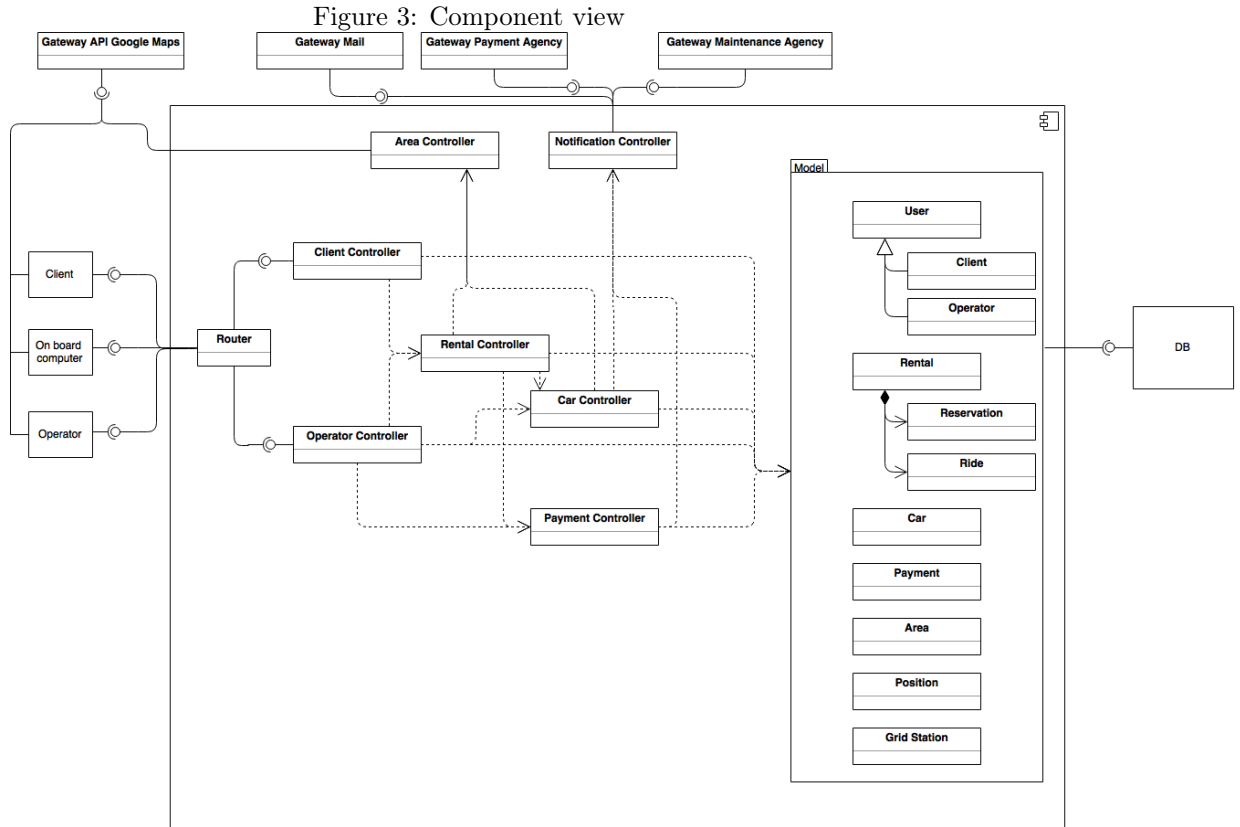 Figure 3: Component view
Gateway API Google Maps
Gateway Mail
Gateway Payment Agency
Gateway Maintenance Agency
Area Controller
Notification Controller
Model
User
Client Controller
Client
Client
Operator
Router
On board
computer
Rental Controller
DB
Rental
Car Controller
Reservation
Operator
Operator Controller
Ride
Payment Controller
Car
Payment
Area
Position
Grid Station